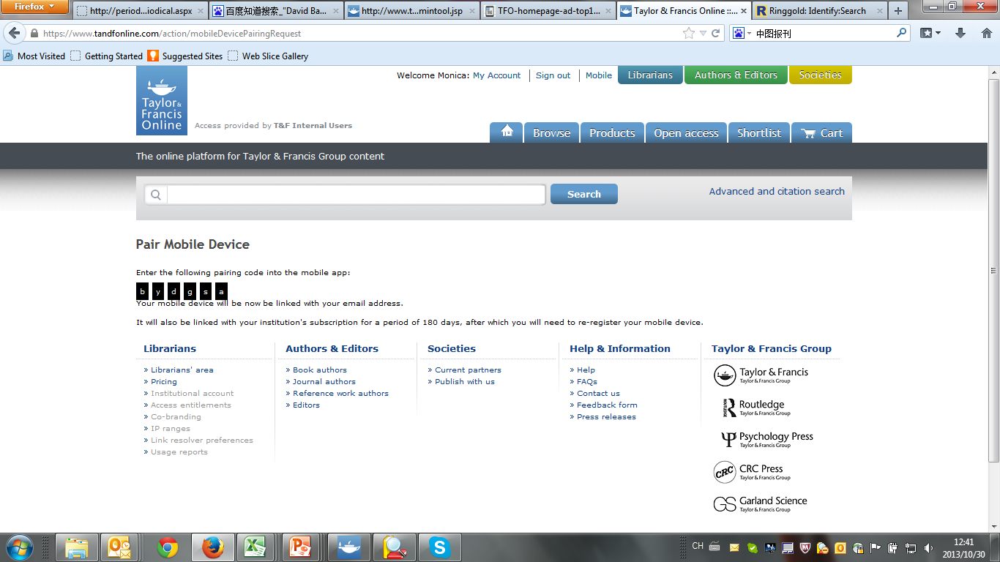 Firefox
http://period...iodical.aspx
百度知道搜索_"David Ba...
http://www.t...mintool.jsp
TFO-homepage-ad-top1...
Taylor & Francis Online ::...
Ringgold: Identify:Search
https://www.tandfonline.com/action/mobileDevicePairingRequest
中图报刊
Most Visited Getting Started Suggested Sites Web Slice Gallery
Welcome Monica: My Account Sign out Mobile Librarians Authors & Editors Societies
Taylor&
Francis
Online
Access provided by T&F Internal Users
Browse Products Open access Shortlist Cart
The online platform for Taylor & Francis Group content
Search Advanced and citation search
Pair Mobile Device
Enter the following pairing code into the mobile app:
b y d g s a
Your mobile device will be now be linked with your email address.
It will also be linked with your institution's subscription for a period of 180 days, after which you will need to re-register your mobile device.
Librarians
» Librarians' area
» Pricing
» Institutional account
» Access entitlements
» Co-branding
» IP ranges
» Link resolver preferences
» Usage reports
Authors & Editors
» Book authors
» Journal authors
» Reference work authors
» Editors
Societies
» Current partners
» Publish with us
Help & Information
» Help
» FAQs
» Contact us
» Feedback form
» Press releases
Taylor & Francis Group
Taylor & Francis
Taylor & Francis Group
ROUTLEDGE
Routledge
Taylor & Francis Group
Psychology Press
Taylor & Francis Group
CRC
CRC Press
Taylor & Francis Group
GS
Garland Science
Taylor & Francis Group
CH
12:41
2013/10/30